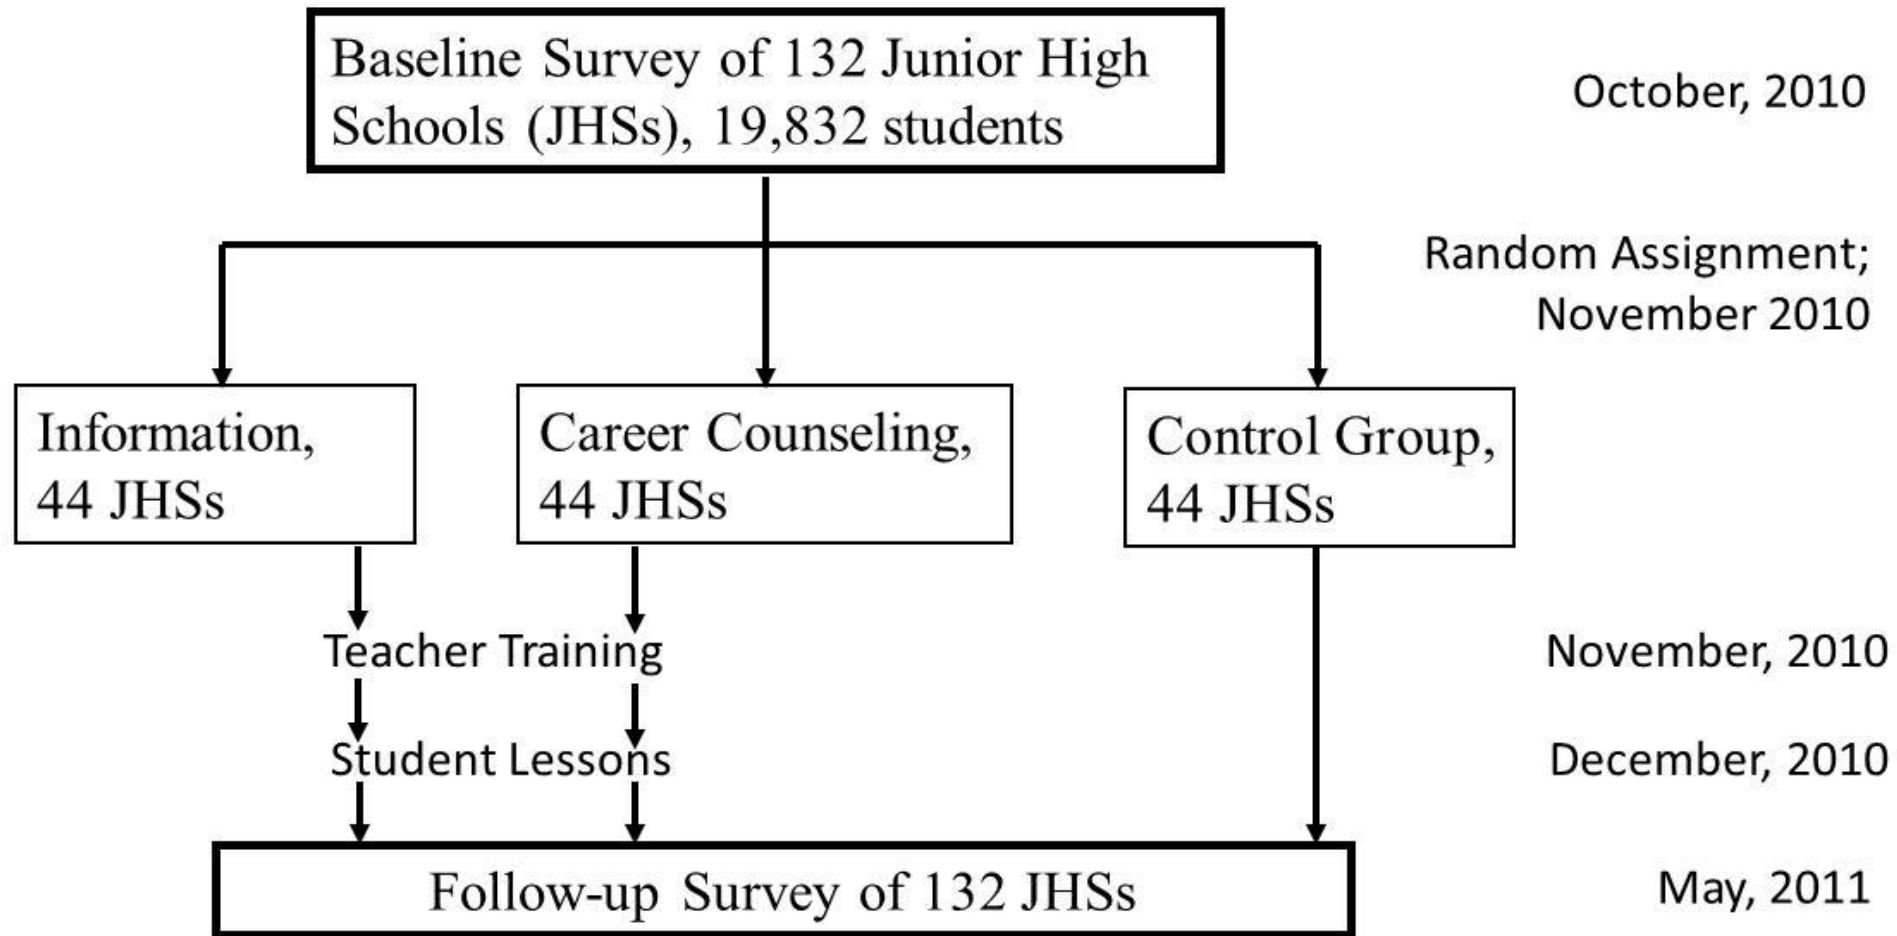 Baseline Survey of 132 Junior High
Schools (JHSs), 19,832 students
October, 2010
Random Assignment;
November 2010
Information,
44 JHSs
Career Counseling,
44 JHSs
Control Group,
44 JHSs
Teacher Training
November, 2010
Student Lessons
December, 2010
Follow-up Survey of 132 JHSs
May, 2011